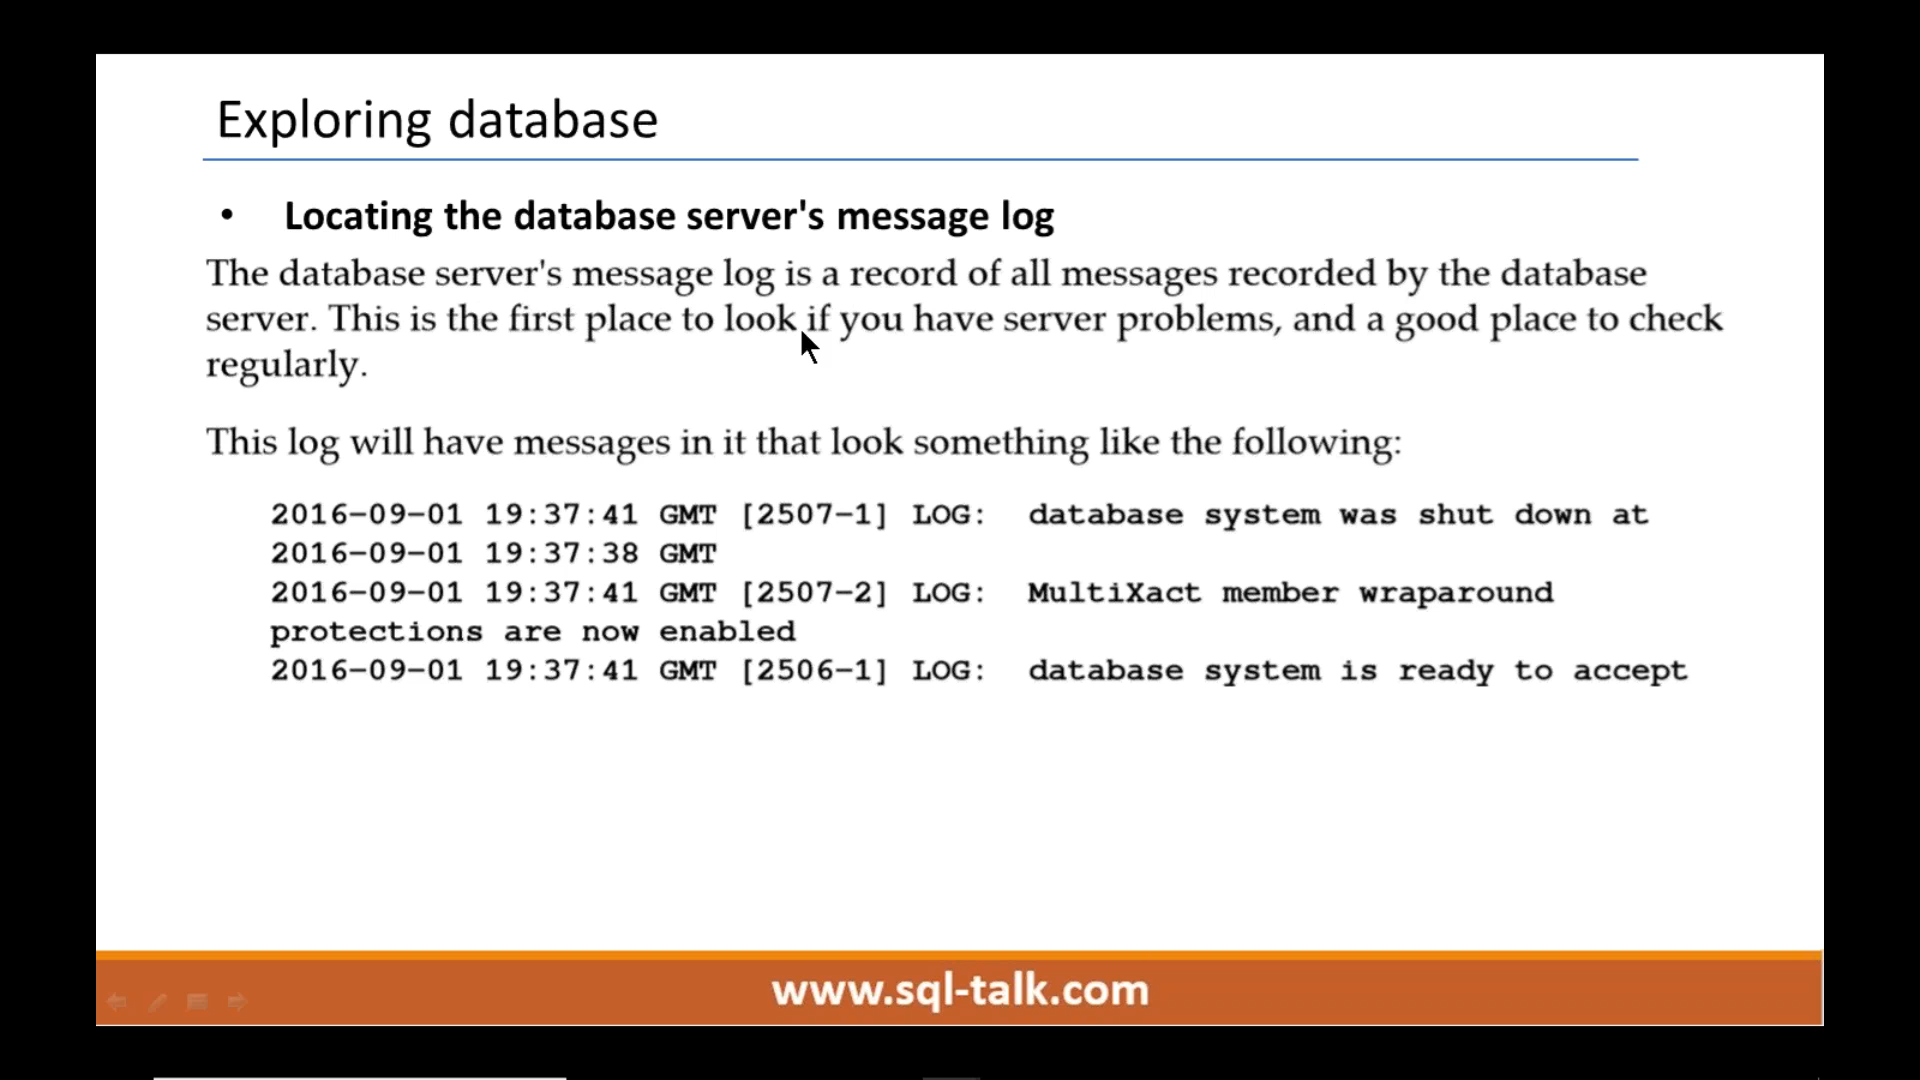 Exploring database
• Locating the database server's message log
The database server's message log is a record of all messages recorded by the database
server. This is the first place to look if you have server problems, and a good place to check
regularly.
This log will have messages in it that look something like the following:
2016-09-01 19:37:41 GMT [2507-1] LOG:  database system was shut down at
2016-09-01 19:37:38 GMT
2016-09-01 19:37:41 GMT [2507-2] LOG:  MultiXact member wraparound
protections are now enabled
2016-09-01 19:37:41 GMT [2506-1] LOG:  database system is ready to accept
www.sql-talk.com